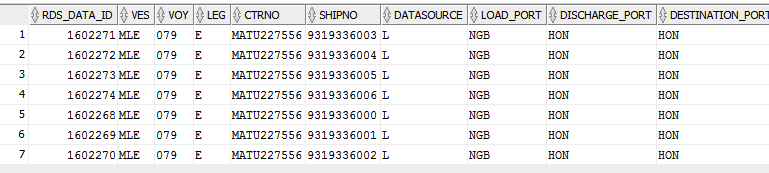 RDS_DATA_ID VES VOY LEG CTRNO SHIPNO DATASOURCE LOAD_PORT DISCHARGE_PORT DESTINATION_PORT
1 1602271 MLE 079 E MATU227556 9319336003 L NGB HON HON
2 1602272 MLE 079 E MATU227556 9319336004 L NGB HON HON
3 1602273 MLE 079 E MATU227556 9319336005 L NGB HON HON
4 1602274 MLE 079 E MATU227556 9319336006 L NGB HON HON
5 1602268 MLE 079 E MATU227556 9319336000 L NGB HON HON
6 1602269 MLE 079 E MATU227556 9319336001 L NGB HON HON
7 1602270 MLE 079 E MATU227556 9319336002 L NGB HON HON